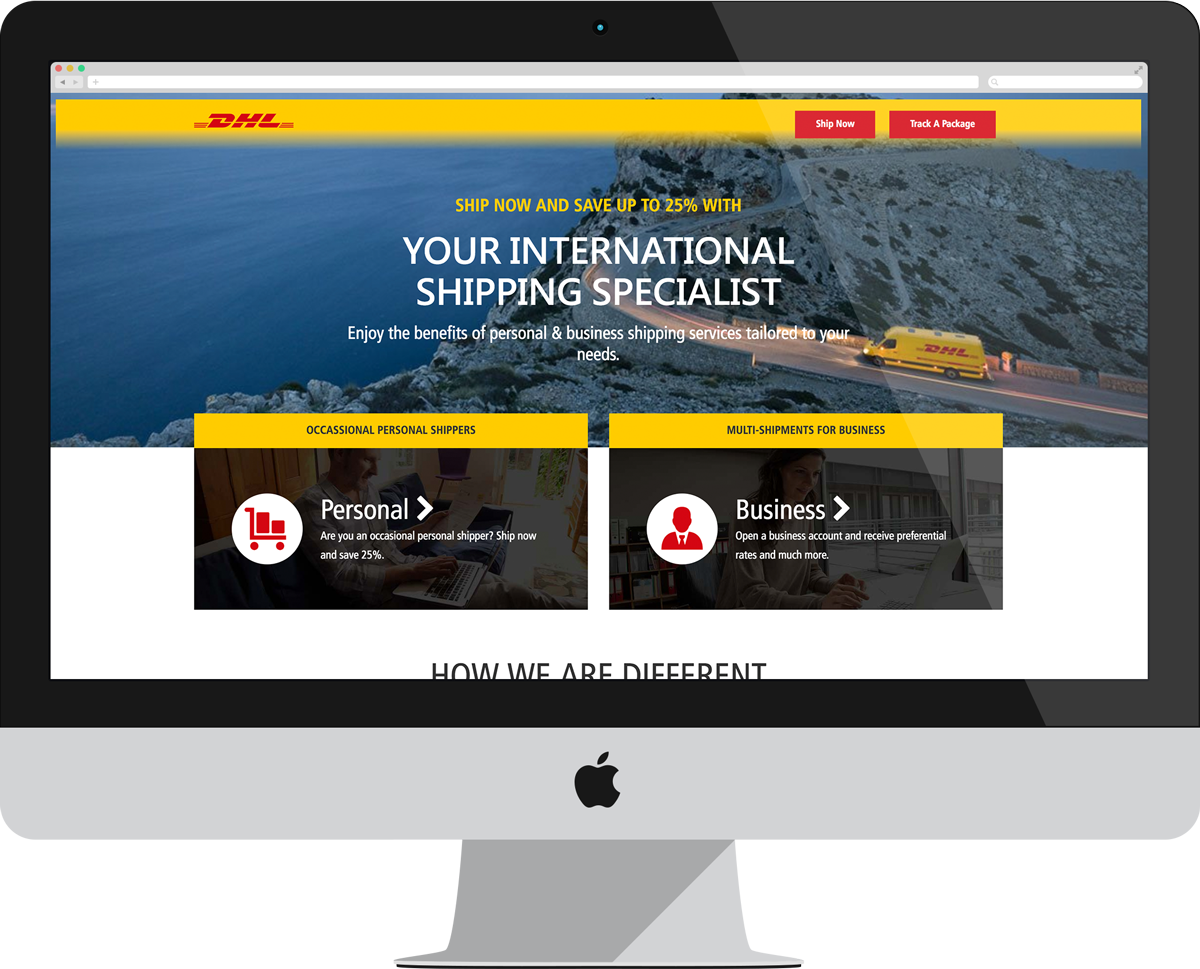 DHL
Ship Now
Track A Package
SHIP NOW AND SAVE UP TO 25% WITH
YOUR INTERNATIONAL
SHIPPING SPECIALIST
Enjoy the benefits of personal & business shipping services tailored to your
needs.
DHL
OCCASSIONAL PERSONAL SHIPPERS
MULTI-SHIPMENTS FOR BUSINESS
Personal
Are you an occasional personal shipper? Ship now
and save 25%.
Business
Open a business account and receive preferential
rates and much more.
HOW WE ARE DIFFERENT